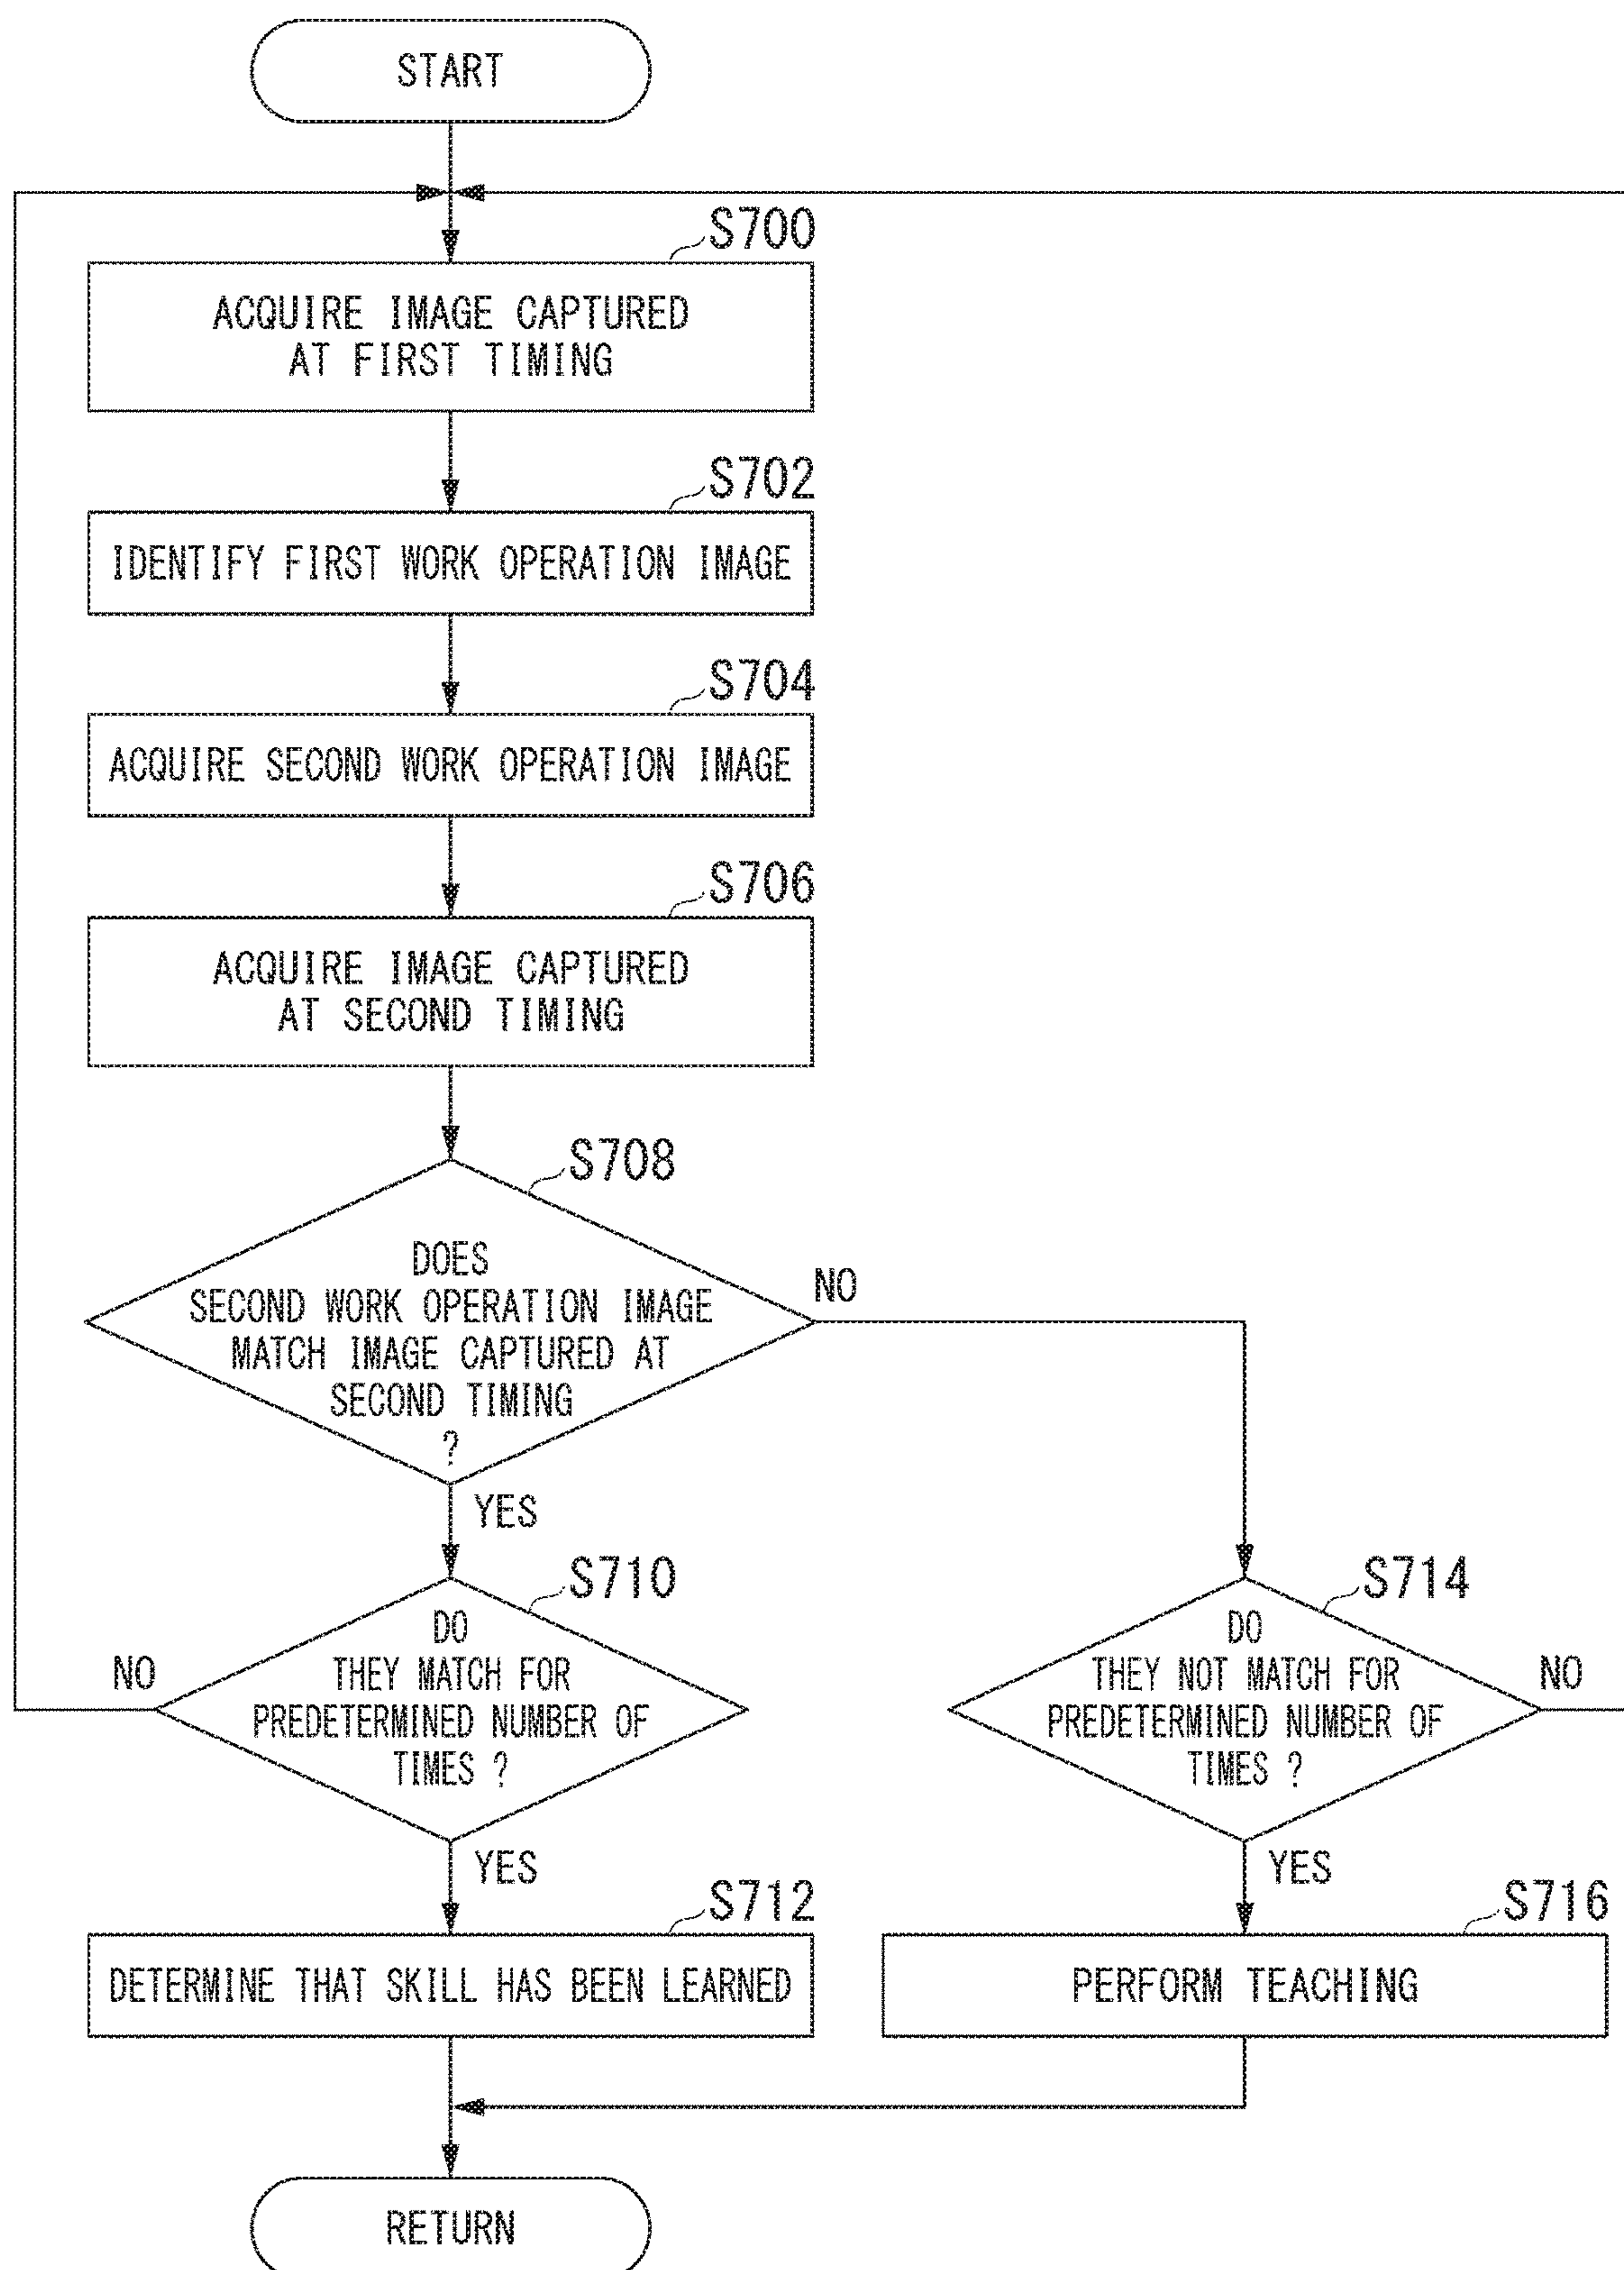 START
S700
ACQUIRE IMAGE CAPTURED
AT FIRST TIMING
S702
IDENTIFY FIRST WORK OPERATION IMAGE
S704
ACQUIRE SECOND WORK OPERATION IMAGE
S706
ACQUIRE IMAGE CAPTURED
AT SECOND TIMING
S708
DOES
SECOND WORK OPERATION IMAGE
MATCH IMAGE CAPTURED AT
SECOND TIMING
?
NO
YES
S710
DO
THEY MATCH FOR
PREDETERMINED NUMBER OF
TIMES ?
NO
YES
S714
DO
THEY NOT MATCH FOR
PREDETERMINED NUMBER OF
TIMES ?
NO
YES
S712
DETERMINE THAT SKILL HAS BEEN LEARNED
S716
PERFORM TEACHING
RETURN